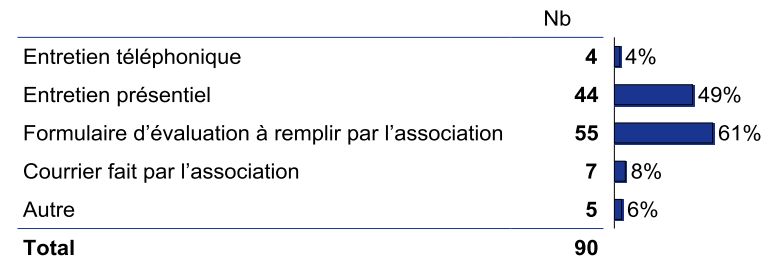 Nb
Entretien téléphonique 4 4%
Entretien présentiel 44 49%
Formulaire d’évaluation à remplir par l’association 55 61%
Courrier fait par l’association 7 8%
Autre 5 6%
Total 90